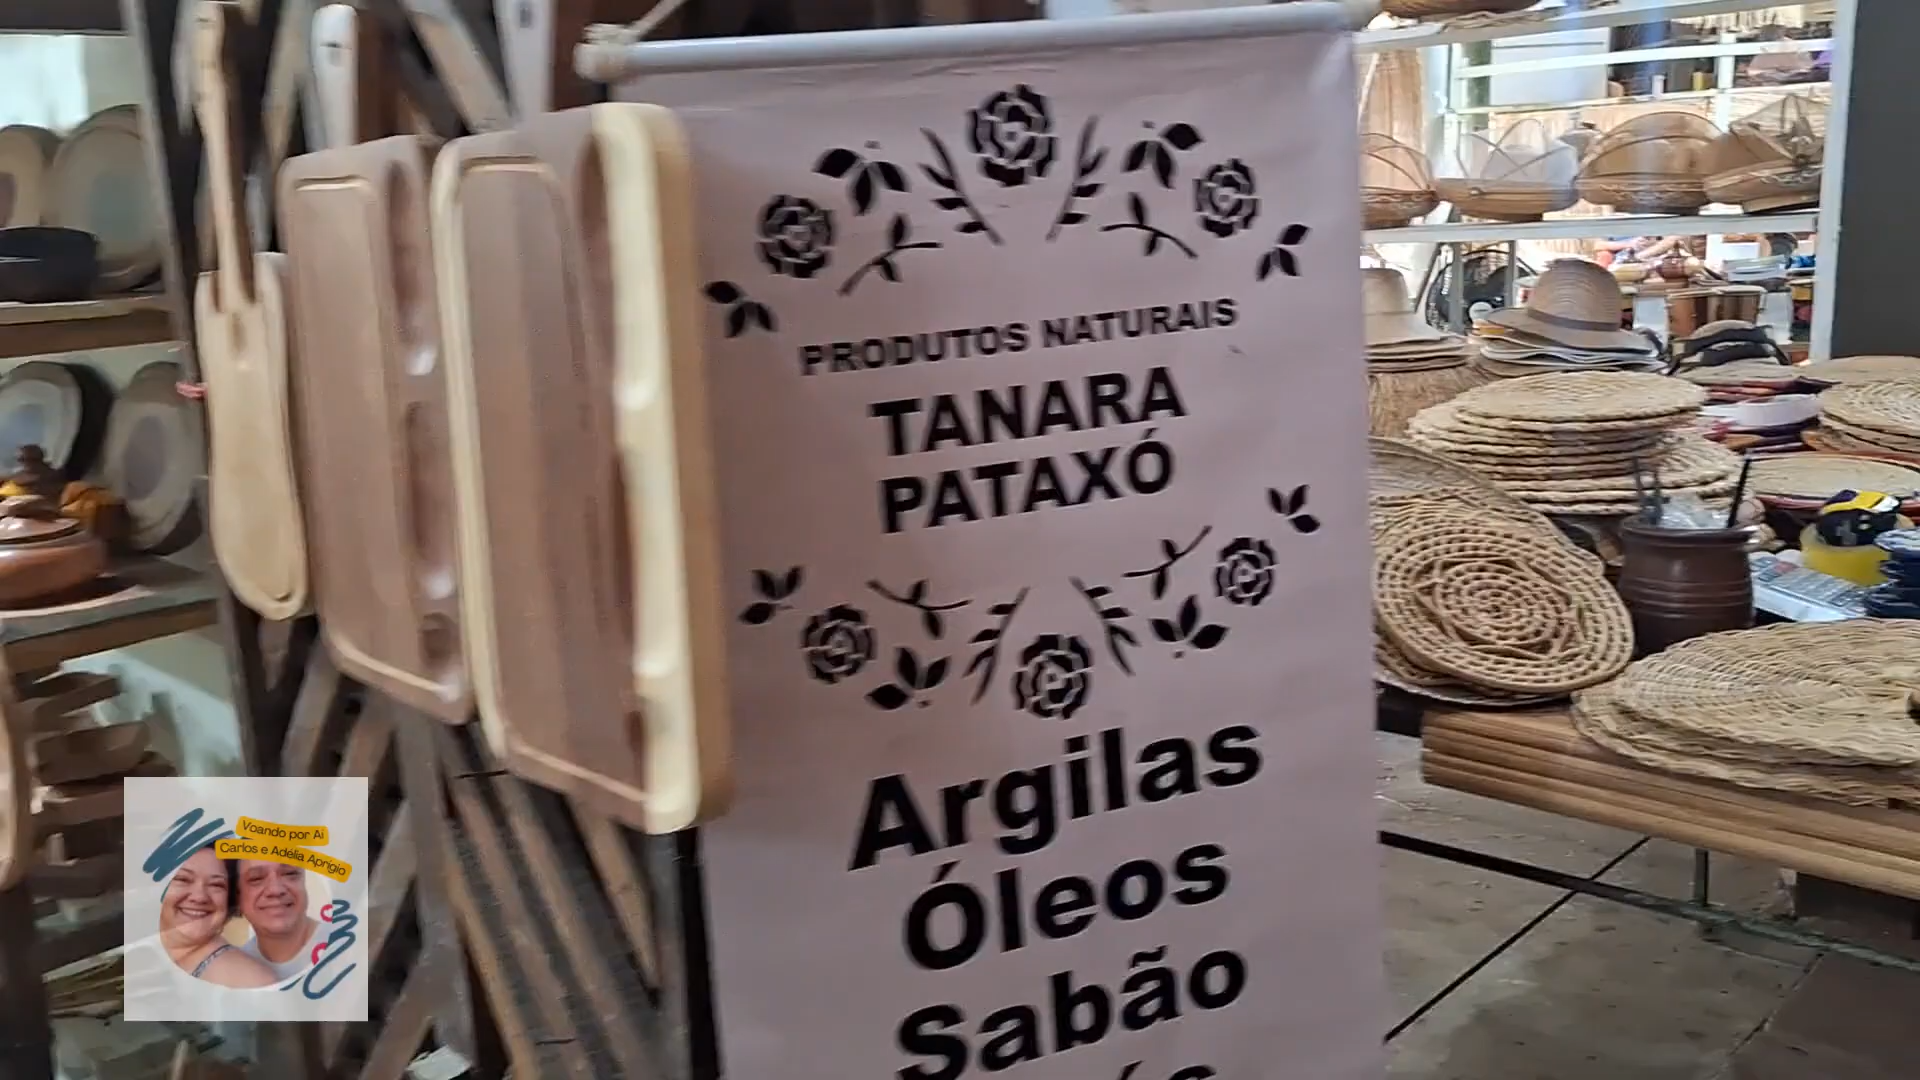 PRODUTOS NATURAIS
TANARA
PATAXÓ
Argilas
Óleos
Sabão
Voando por Aí
Carlos e Adélia Aprigio